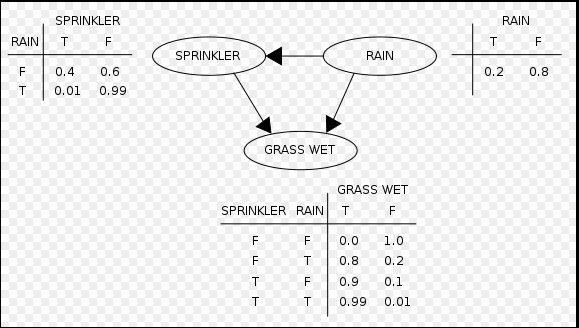 SPRINKLER
RAIN T F
F 0.4 0.6
T 0.01 0.99
SPRINKLER
RAIN
RAIN
T F
0.2 0.8
GRASS WET
GRASS WET
SPRINKLER RAIN T F
F F 0.0 1.0
F T 0.8 0.2
T F 0.9 0.1
T T 0.99 0.01